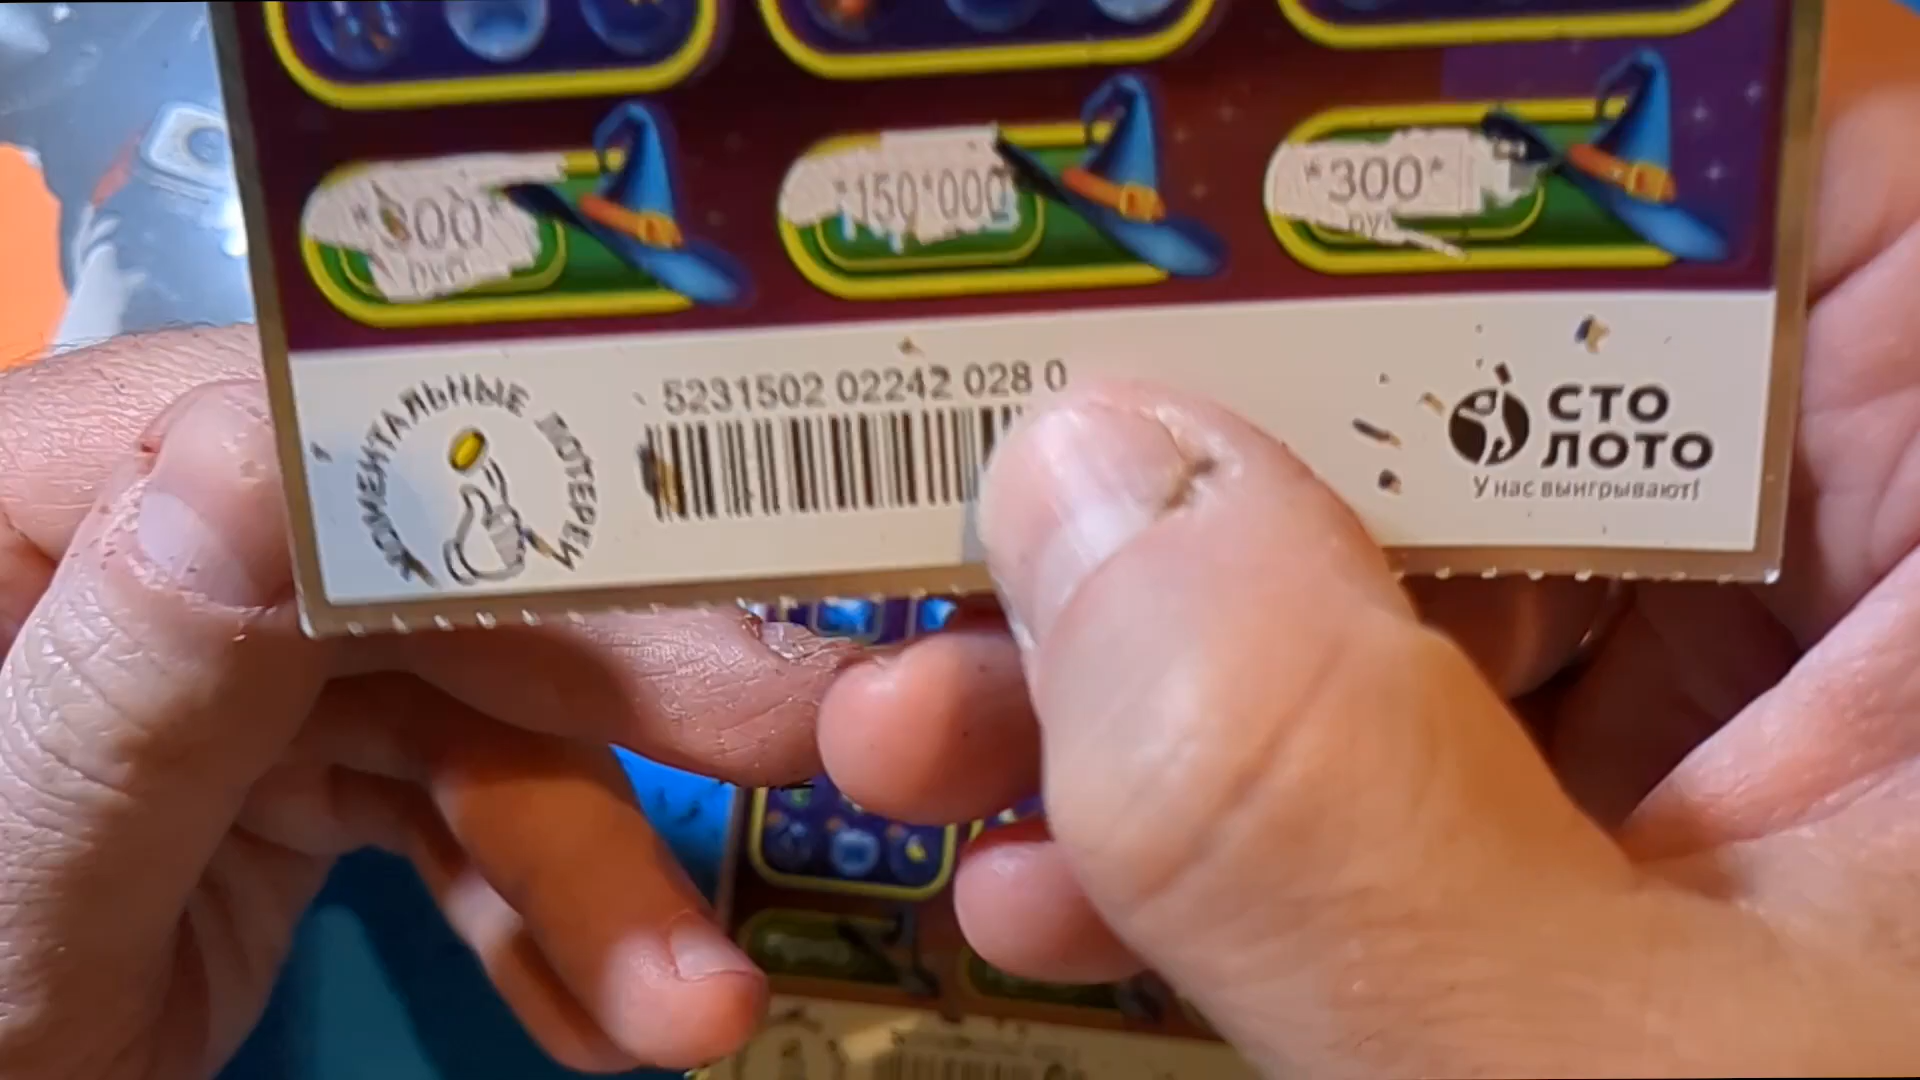 *300*
руб
*150*000
*300*
руб
5231502 02242 028 0
МОМЕНТАЛЬНЫЕ ЛОТЕРЕИ
СТО
ЛОТО
У нас выигрывают!